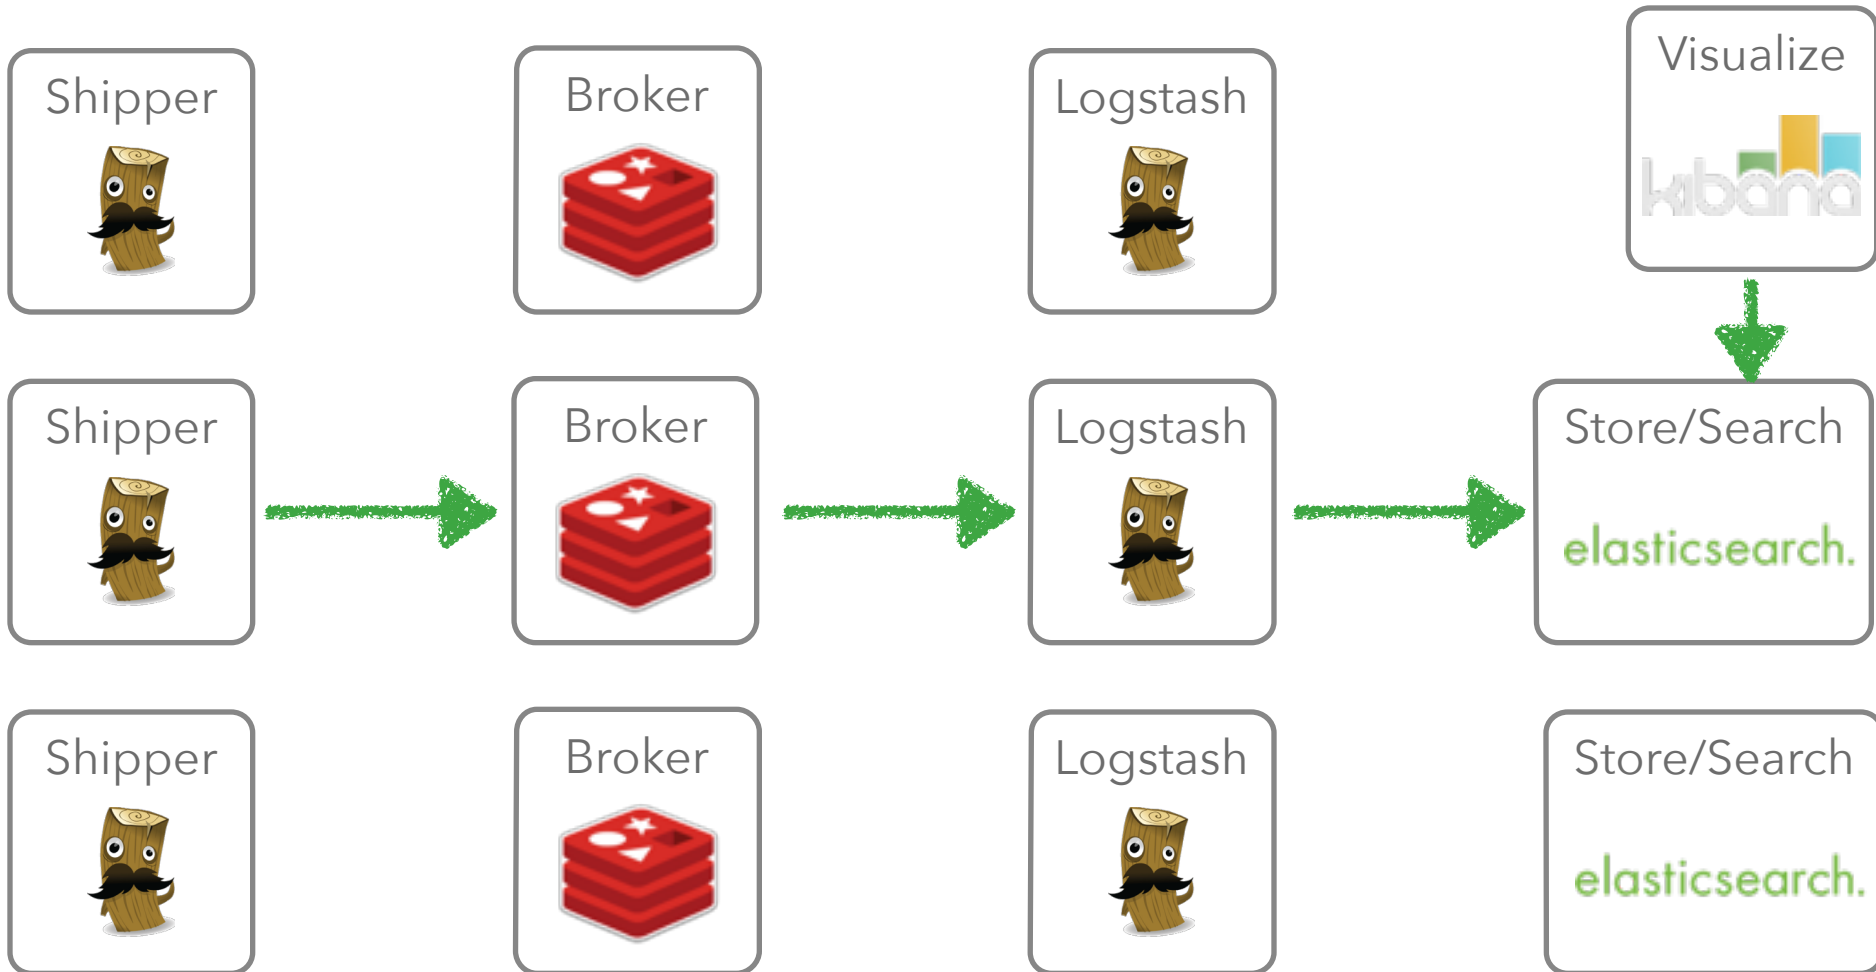 Shipper
Broker
Logstash
Visualize
kibana
Shipper
Broker
Logstash
Store/Search
elasticsearch.
Shipper
Broker
Logstash
Store/Search
elasticsearch.